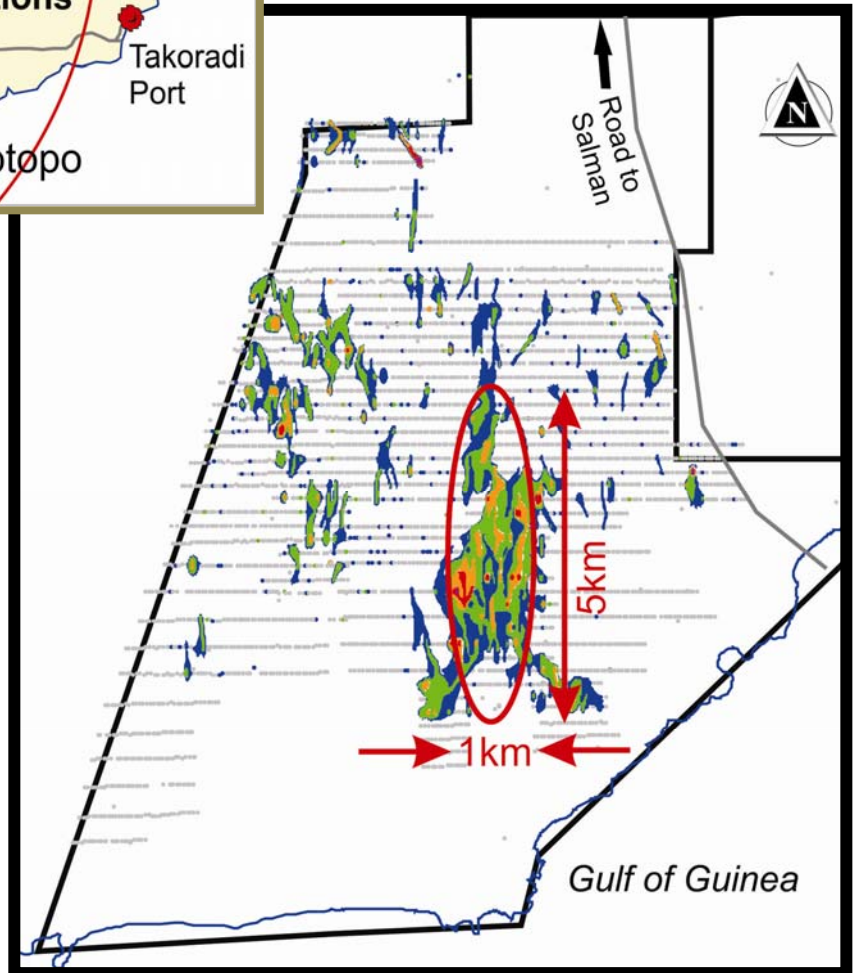 Takoradi
Port
Road to
Salman
N
5km
1km
Gulf of Guinea